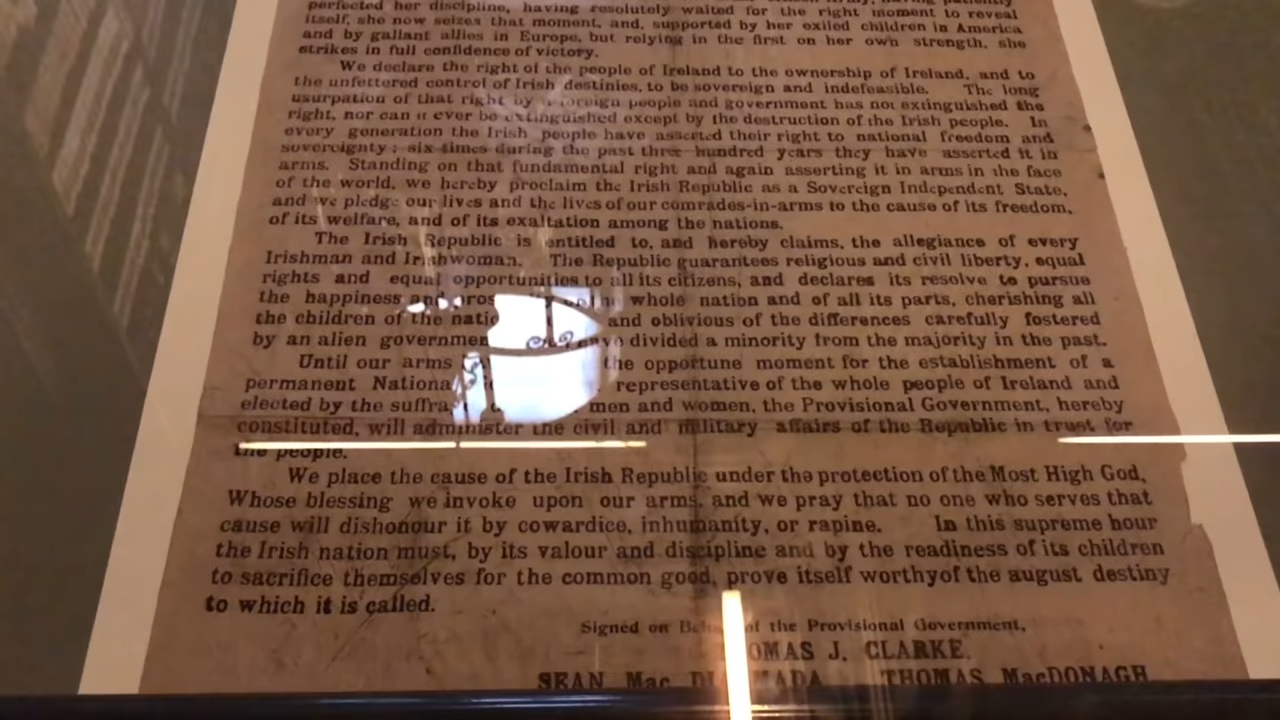 perfected her discipline, having resolutely waited for the right moment to reveal
itself, she now seizes that moment, and, supported by her exiled children in America
and by gallant allies in Europe, but relying in the first on her own strength, she
strikes in full confidence of victory.
We declare the right of the people of Ireland to the ownership of Ireland, and to
the unfettered control of Irish destinies, to be sovereign and indefeasible. The long
usurpation of that right by a foreign people and government has not extinguished the
right, nor can it ever be extinguished except by the destruction of the Irish people. In
every generation the Irish people have asserted their right to national freedom and
sovereignty; six times during the past three hundred years they have asserted it in
arms. Standing on that fundamental right and again asserting it in arms in the face
of the world, we hereby proclaim the Irish Republic as a Sovereign Independent State,
and we pledge our lives and the lives of our comrades-in-arms to the cause of its freedom,
of its welfare, and of its exaltation among the nations.
The Irish Republic is entitled to, and hereby claims, the allegiance of every
Irishman and Irishwoman. The Republic guarantees religious and civil liberty, equal
rights and equal opportunities to all its citizens, and declares its resolve to pursue
the happiness and the whole nation and of all its parts, cherishing all
the children of the and oblivious of the differences carefully fostered
by an alien divided a minority from the majority in the past.
Until our arms the opportune moment for the establishment of a
permanent representative of the whole people of Ireland and
elected by the men and women, the Provisional Government, hereby
constituted, will administer the civil and military affairs of the Republic in trust for
the people.
We place the cause of the Irish Republic under the protection of the Most High God,
Whose blessing we invoke upon our arms, and we pray that no one who serves that
cause will dishonour it by cowardice, inhumanity, or rapine. In this supreme hour
the Irish nation must, by its valour and discipline and by the readiness of its children
to sacrifice themselves for the common good, prove itself worthy of the august destiny
to which it is called.
Signed on the Provisional Government,
J. CLARKE.
SEAN Mac THOMAS MacDONAGH